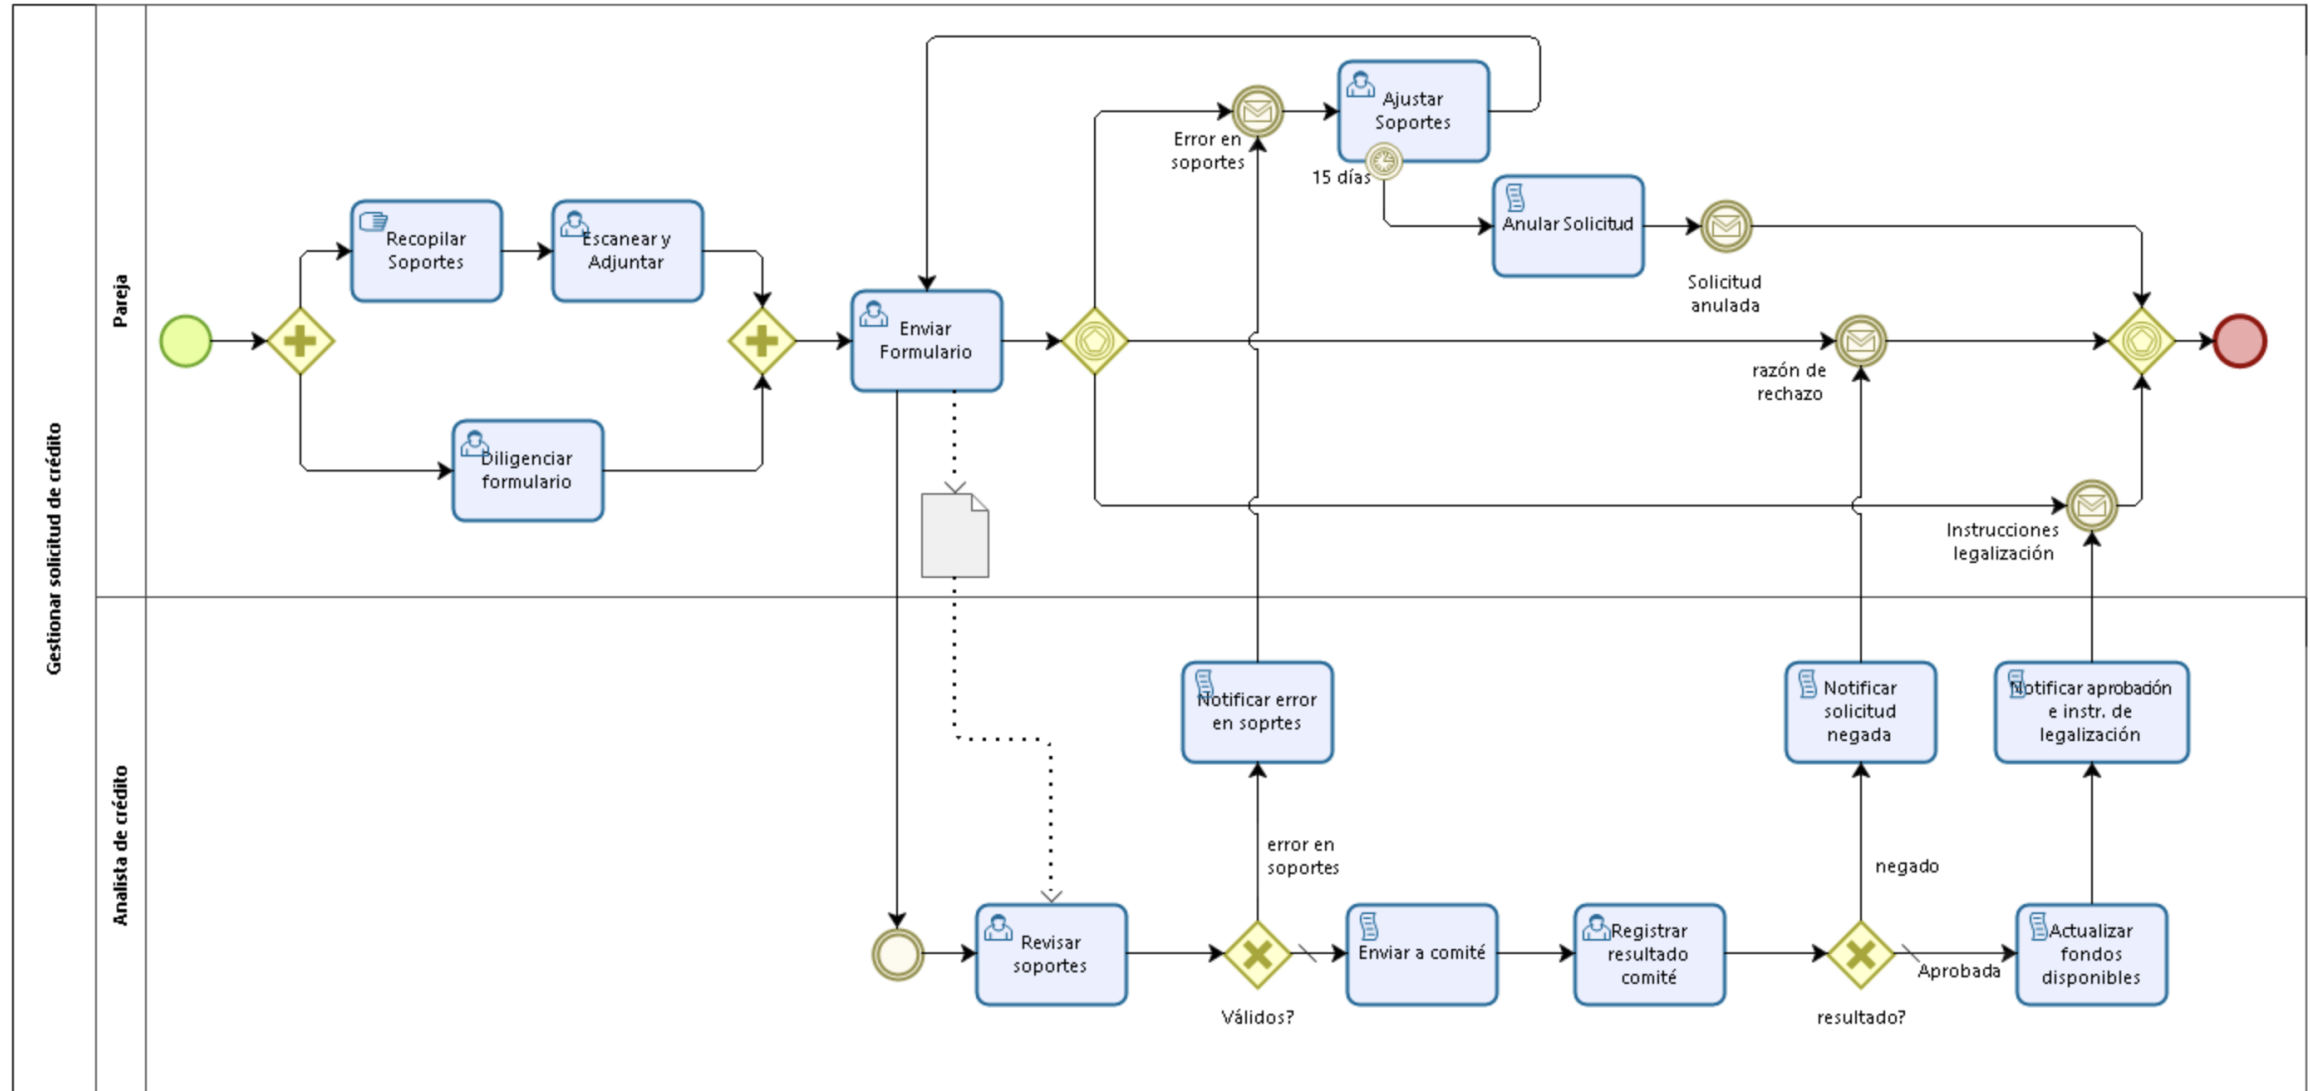 Gestionar solicitud de crédito
Pareja
Recopilar
Soportes
Escanear y
Adjuntar
Diligenciar
formulario
Enviar
Formulario
Error en
soportes
Ajustar
Soportes
15 días
Anular Solicitud
Solicitud
anulada
razón de
rechazo
Instrucciones
legalización
Analista de crédito
Notificar error
en soprtes
Notificar
solicitud
negada
Notificar aprobación
e instr. de
legalización
error en
soportes
negado
Revisar
soportes
Válidos?
Enviar a comité
Registrar
resultado
comité
resultado?
Aprobada
Actualizar
fondos
disponibles